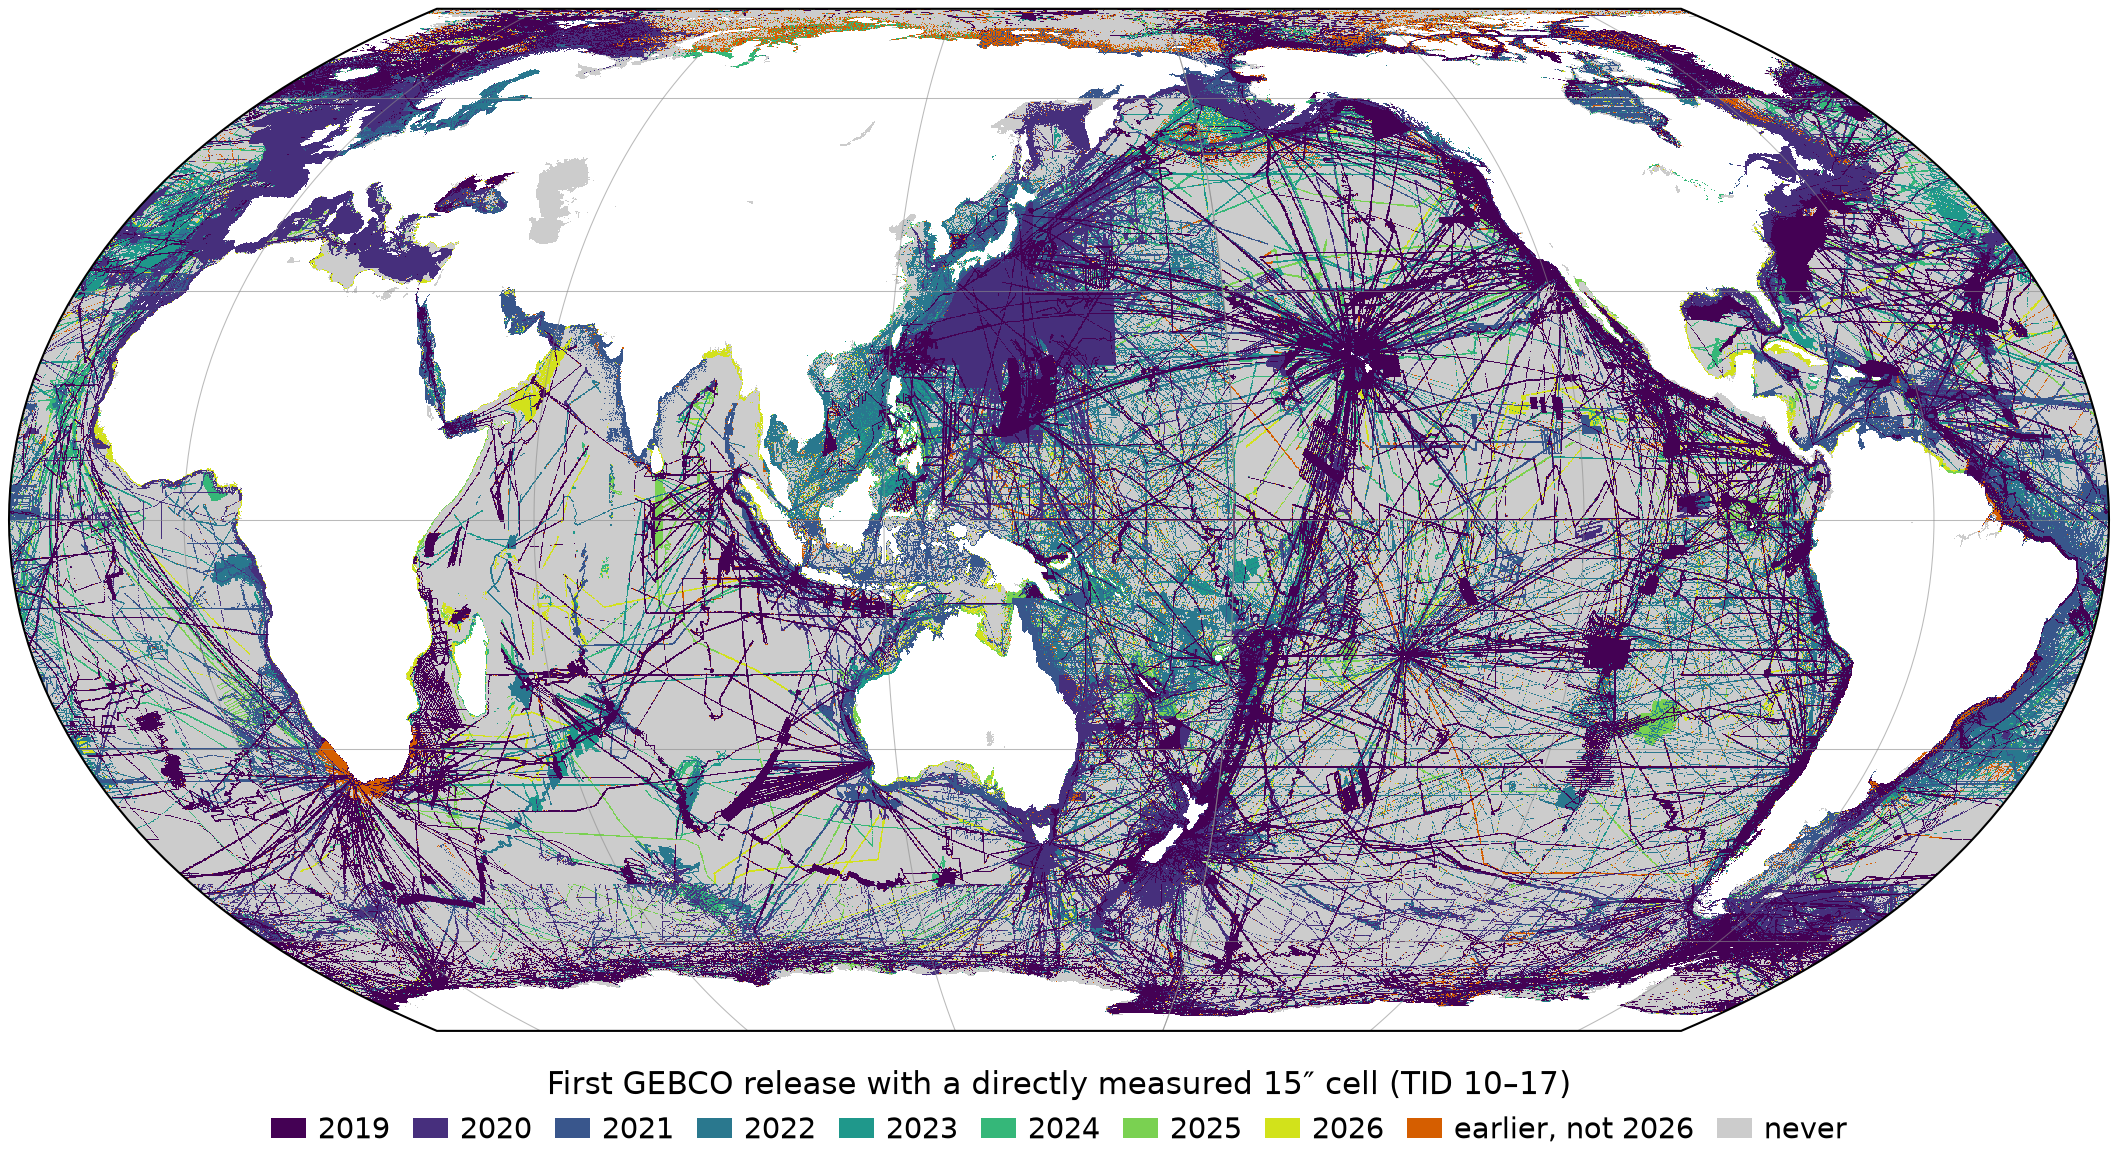 First GEBCO release with a directly measured 15″ cell (TID 10–17)
2019 2020 2021 2022 2023 2024 2025 2026 earlier, not 2026 never